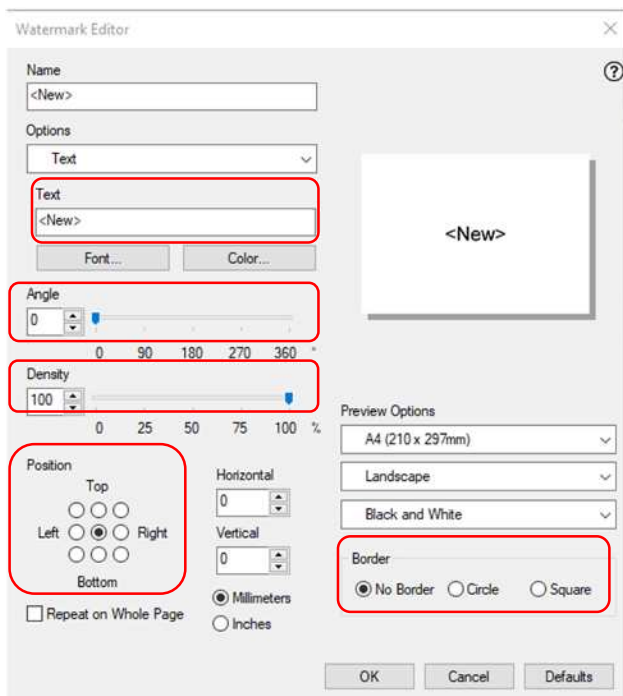 Watermark Editor
Name
<New>
Options
Text
Text
<New>
Font...
Color...
<New>
Angle
0
0 90 180 270 360 °
Density
100
0 25 50 75 100 %
Position
Top
Left
Right
Bottom
Repeat on Whole Page
Horizontal
0
Vertical
0
Millimeters
Inches
Preview Options
A4 (210 x 297mm)
Landscape
Black and White
Border
No Border
Circle
Square
OK
Cancel
Defaults